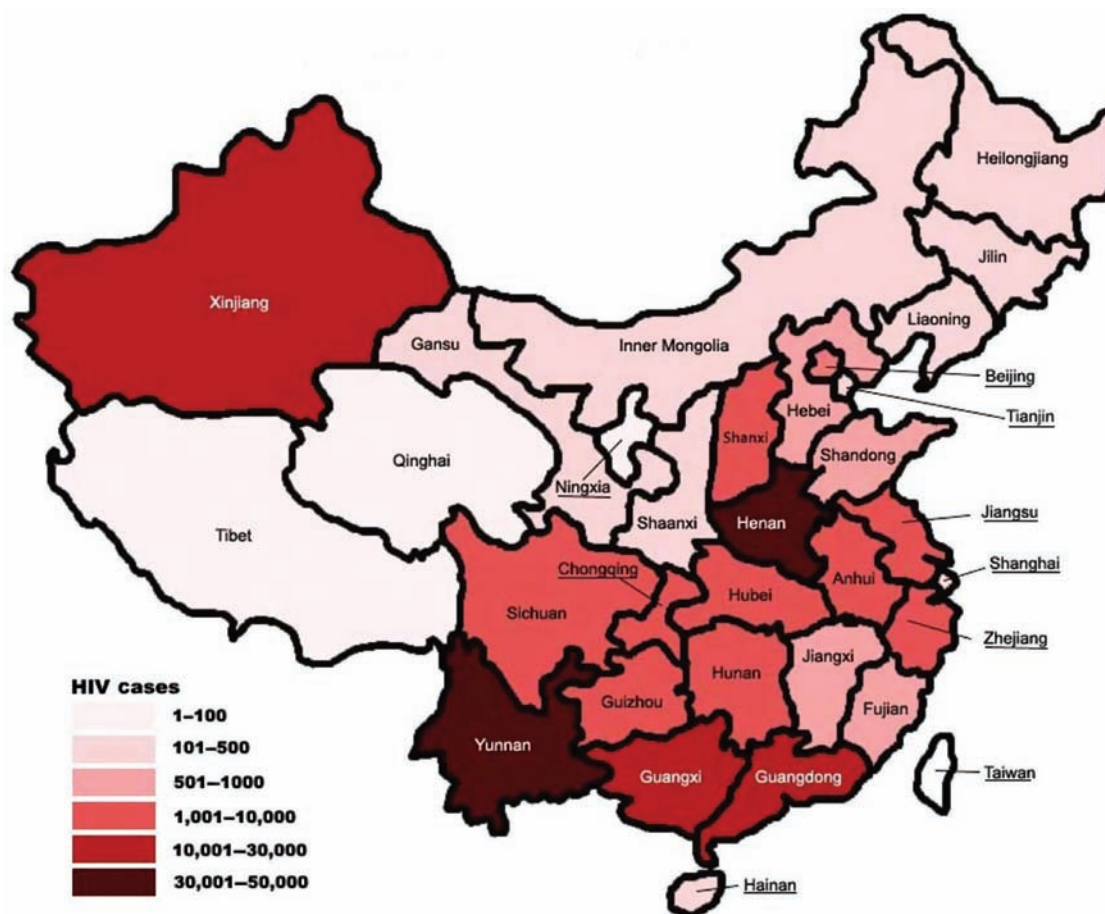 Heilongjiang
Jilin
Xinjiang
Liaoning
Gansu
Inner Mongolia
Beijing
Hebei
Tianjin
Shanxi
Shandong
Qinghai
Ningxia
Jiangsu
Shaanxi
Henan
Tibet
Shanghai
Chongqing
Anhui
Hubei
Sichuan
Zhejiang
Jiangxi
Hunan
HIV cases
Guizhou
Fujian
1–100
101–500
Yunnan
Guangxi
Guangdong
Taiwan
501–1000
1,001–10,000
10,001–30,000
30,001–50,000
Hainan